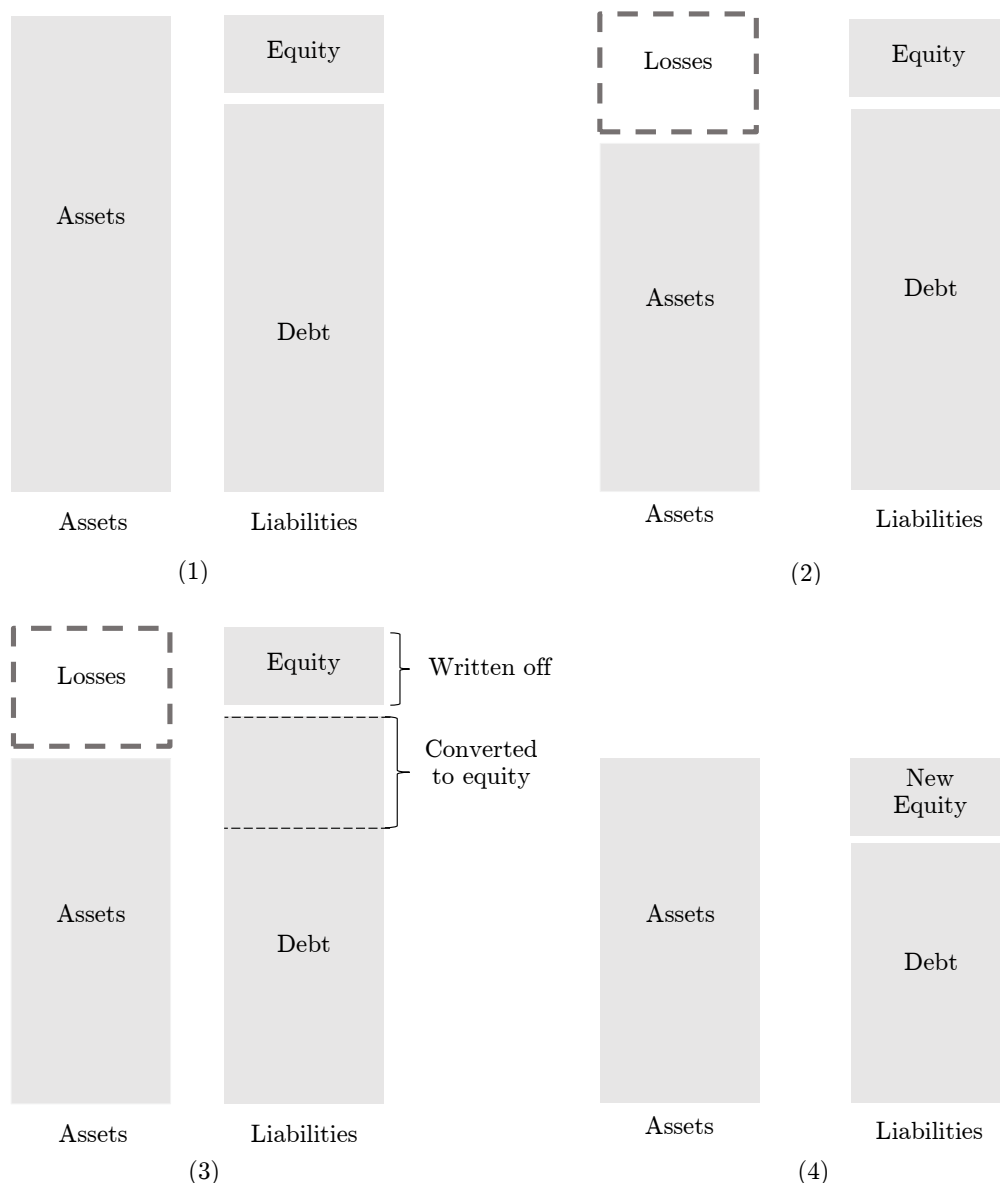 Equity
Assets
Debt
Assets
Liabilities
(1)
Losses
Equity
Assets
Debt
Assets
Liabilities
(2)
Losses
Equity
Written off
Converted
to equity
Assets
Debt
Assets
Liabilities
(3)
New
Equity
Assets
Debt
Assets
Liabilities
(4)